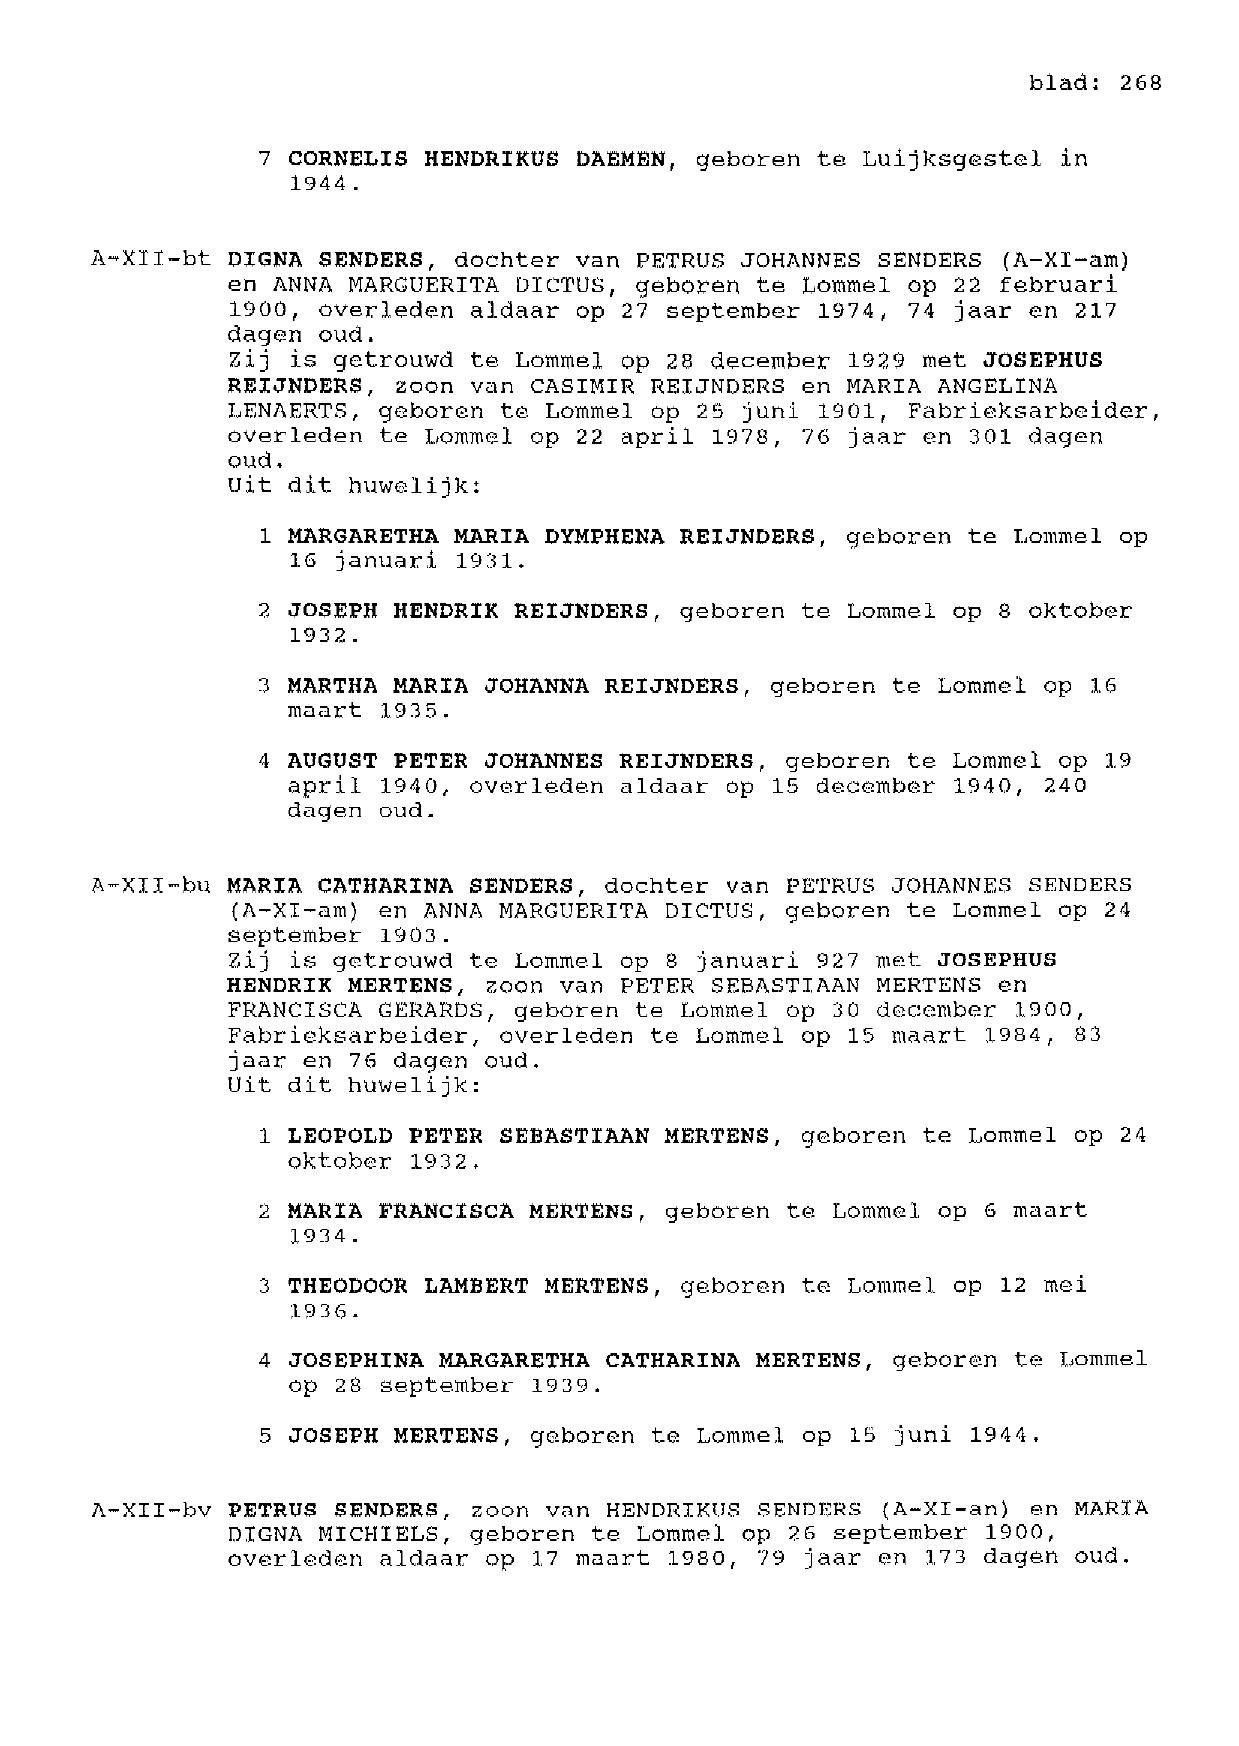 blad: 268
7 CORNELIS HENDRIKUS DAEMEN, geboren te Luijksgestel in
1944.
A-XII-bt DIGNA SENDERS, dochter van PETRUS JOHANNES SENDERS (A-XI-am)
en ANNA MARGUERITA DICTUS, geboren te Lommel op 22 februari
1900, overleden aldaar op 27 september 1974, 74 jaar en 217
dagen oud.
Zij is getrouwd te Lommel op 28 december 1929 met JOSEPHUS
REIJNDERS, zoon van CASIMIR REIJNDERS en MARIA ANGELINA
LENAERTS, geboren te Lommel op 25 juni 1901, Fabrieksarbeider,
overleden te Lommel op 22 april 1978, 76 jaar en 301 dagen
oud.
Uit dit huwelijk:
1 MARGARETHA MARIA DYMPHENA REIJNDERS, geboren te Lommel op
16 januari 1931.
2 JOSEPH HENDRIK REIJNDERS, geboren te Lommel op 8 oktober
1932.
3 MARTHA MARIA JOHANNA REIJNDERS, geboren te Lommel op 16
maart 1935.
4 AUGUST PETER JOHANNES REIJNDERS, geboren te Lommel op 19
april 1940, overleden aldaar op 15 december 1940, 240
dagen oud.
A-XII-bu MARIA CATHARINA SENDERS, dochter van PETRUS JOHANNES SENDERS
(A-XI-am) en ANNA MARGUERITA DICTUS, geboren te Lommel op 24
september 1903.
Zij is getrouwd te Lommel op 8 januari 927 met JOSEPHUS
HENDRIK MERTENS, zoon van PETER SEBASTIAAN MERTENS en
FRANCISCA GERARDS, geboren te Lommel op 30 december 1900,
Fabrieksarbeider, overleden te Lommel op 15 maart 1984, 83
jaar en 76 dagen oud.
Uit dit huwelijk:
1 LEOPOLD PETER SEBASTIAAN MERTENS, geboren te Lommel op 24
oktober 1932.
2 MARIA FRANCISCA MERTENS, geboren te Lommel op 6 maart
1934.
3 THEODOOR LAMBERT MERTENS, geboren te Lommel op 12 mei
1936.
4 JOSEPHINA MARGARETHA CATHARINA MERTENS, geboren te Lommel
op 28 september 1939.
5 JOSEPH MERTENS, geboren te Lommel op 15 juni 1944.
A-XII-bv PETRUS SENDERS, zoon van HENDRIKUS SENDERS (A-XI-an) en MARIA
DIGNA MICHIELS, geboren te Lommel op 26 september 1900,
overleden aldaar op 17 maart 1980, 79 jaar en 173 dagen oud.